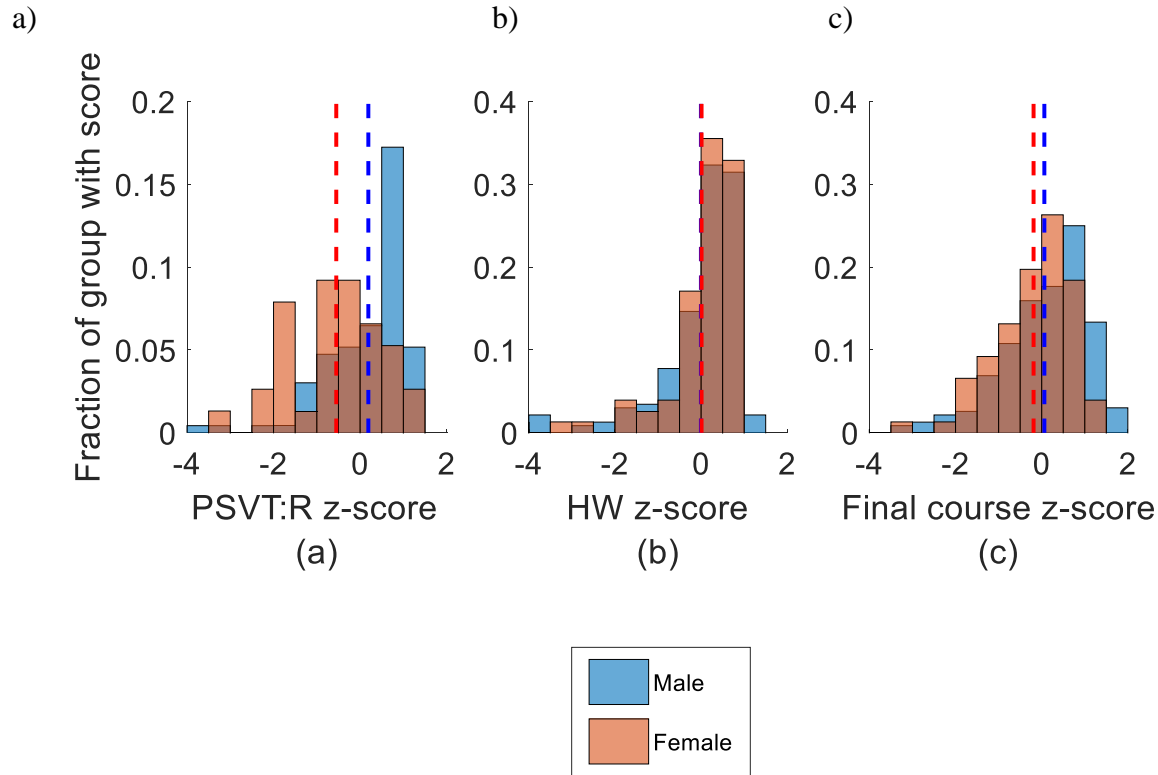 a) b) c)
Fraction of group with score
0.2
0.15
0.1
0.05
0
-4 -2 0 2
PSVT:R z-score
(a)
0.4
0.3
0.2
0.1
0
-4 -2 0 2
HW z-score
(b)
0.4
0.3
0.2
0.1
0
-4 -2 0 2
Final course z-score
(c)
Male
Female